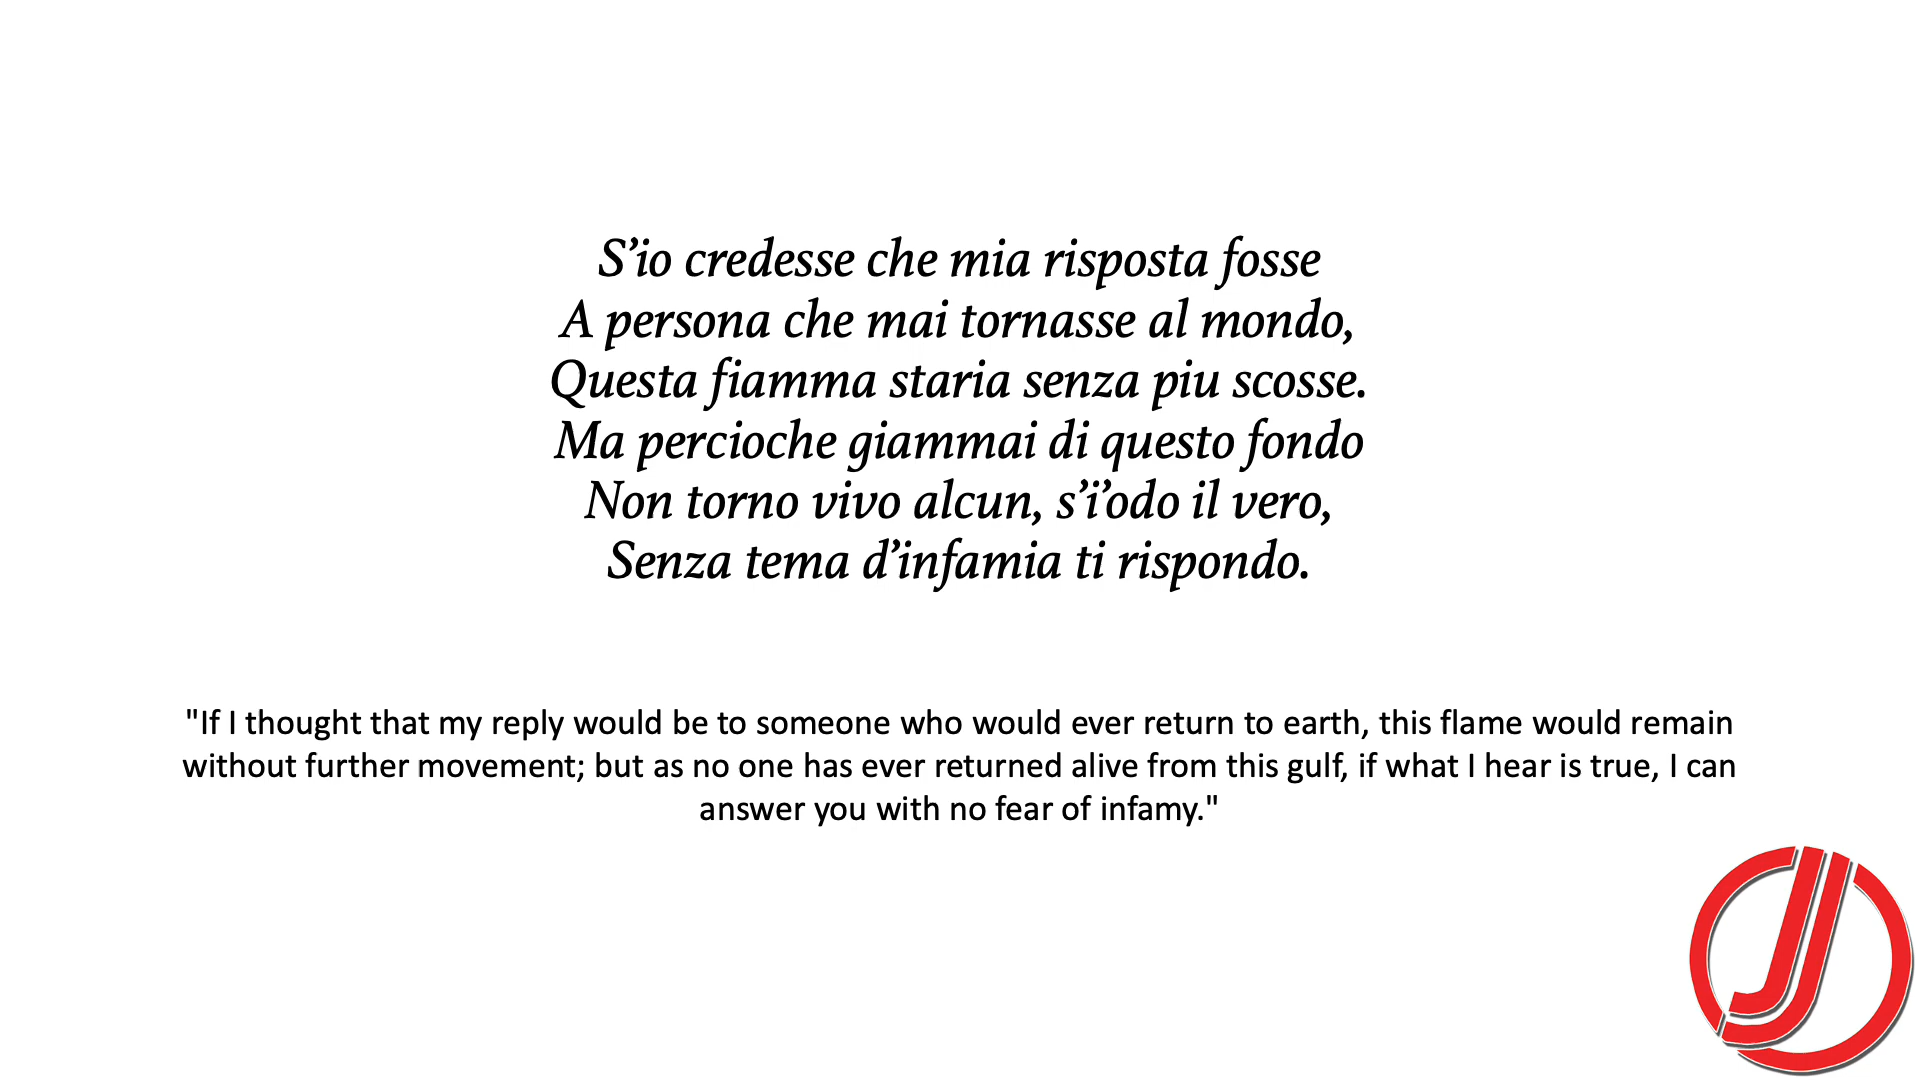 S’io credesse che mia risposta fosse
A persona che mai tornasse al mondo,
Questa fiamma staria senza piu scosse.
Ma percioche giammai di questo fondo
Non torno vivo alcun, s’i’odo il vero,
Senza tema d’infamia ti rispondo.
"If I thought that my reply would be to someone who would ever return to earth, this flame would remain
without further movement; but as no one has ever returned alive from this gulf, if what I hear is true, I can
answer you with no fear of infamy."